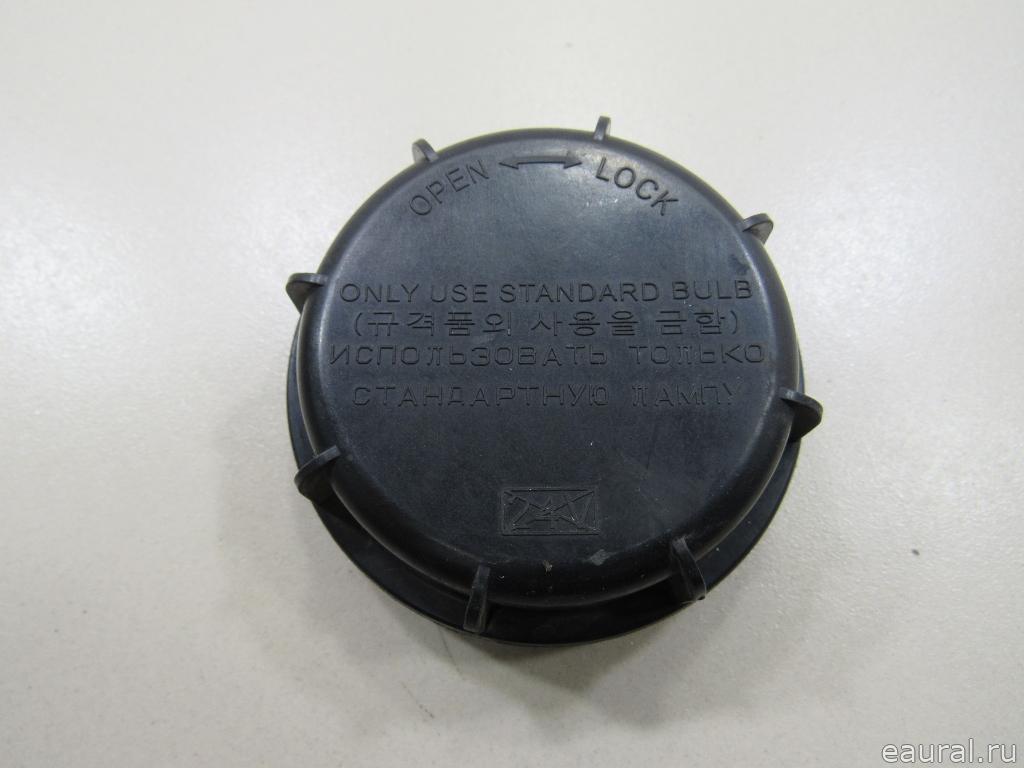 OPEN ⟷ LOCK
ONLY USE STANDARD BULB
(규격품외 사용을 금함)
ИСПОЛЬЗОВАТЬ ТОЛЬКО
СТАНДАРТНУЮ ЛАМПУ
24V
eaural.ru